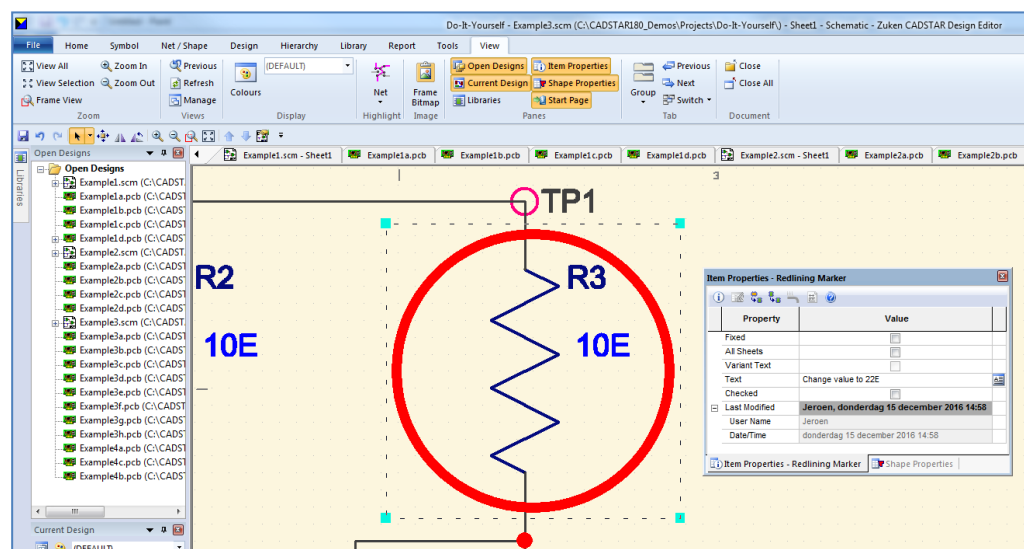 Do-It-Yourself - Example3.scm (C:\CADSTAR180_Demos\Projects\Do-It-Yourself\) - Sheet1 - Schematic - Zuken CADSTAR Design Editor
File Home Symbol Net / Shape Design Hierarchy Library Report Tools View
View All Zoom In Previous (DEFAULT) Open Designs Item Properties Previous Close
View Selection Zoom Out Refresh Current Design Shape Properties Next Close All
Frame View Manage Colours Net Frame Bitmap Libraries Start Page Group Switch
Zoom Views Display Highlight Image Panes Tab Document
Open Designs
Example1.scm - Sheet1 Example1a.pcb Example1b.pcb Example1c.pcb Example1d.pcb Example2.scm - Sheet1 Example2a.pcb Example2b.pcb
Libraries
Open Designs
Example1.scm (C:\CADST
Example1a.pcb (C:\CADST
Example1b.pcb (C:\CADST
Example1c.pcb (C:\CADST
Example1d.pcb (C:\CADST
Example2.scm (C:\CADST
Example2a.pcb (C:\CADST
Example2b.pcb (C:\CADST
Example2c.pcb (C:\CADST
Example2d.pcb (C:\CADST
Example3.scm (C:\CADST
Example3a.pcb (C:\CADST
Example3b.pcb (C:\CADST
Example3c.pcb (C:\CADST
Example3d.pcb (C:\CADST
Example3e.pcb (C:\CADST
Example3f.pcb (C:\CADST
Example3g.pcb (C:\CADST
Example3h.pcb (C:\CADST
Example4a.pcb (C:\CADST
Example4c.pcb (C:\CADST
Example4b.pcb (C:\CADST
Current Design
(DEFAULT)
3
TP1
R2 R3
10E 10E
Item Properties - Redlining Marker
Property Value
Fixed
All Sheets
Variant Text
Text Change value to 22E
Checked
Last Modified Jeroen, donderdag 15 december 2016 14:58
User Name Jeroen
Date/Time donderdag 15 december 2016 14:58
Item Properties - Redlining Marker Shape Properties